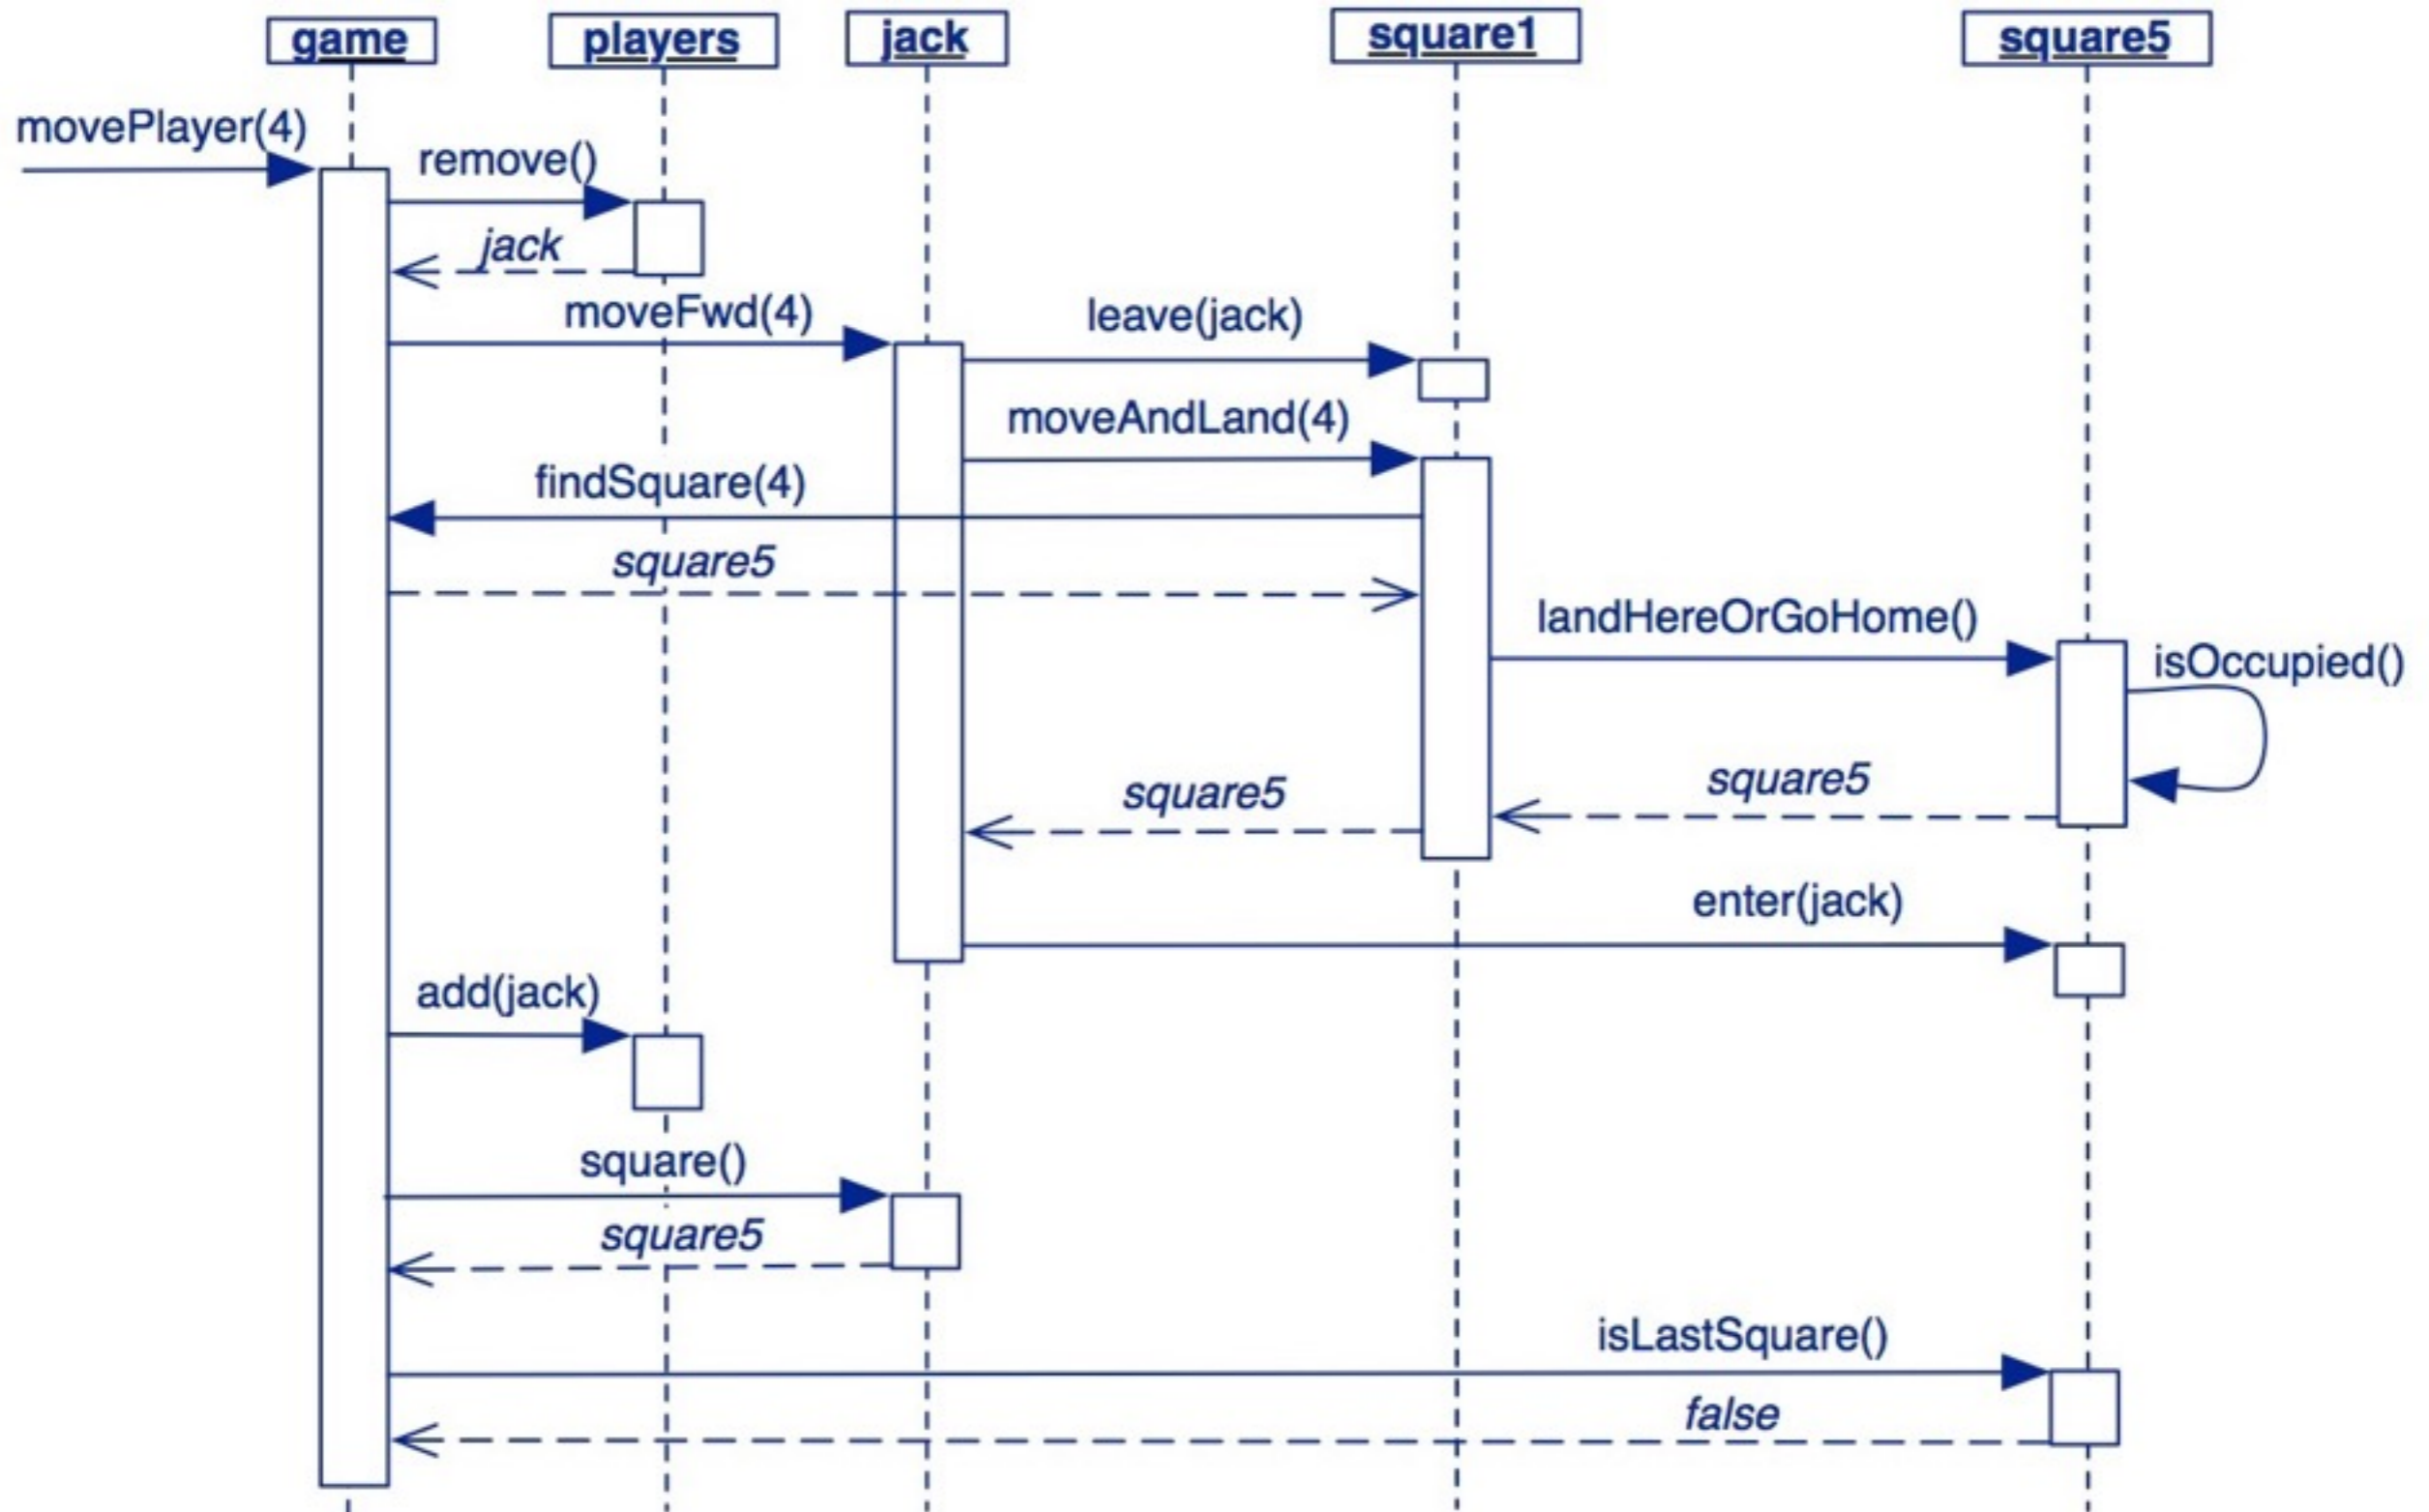 game
players
jack
square1
square5
movePlayer(4)
remove()
jack
moveFwd(4)
leave(jack)
moveAndLand(4)
findSquare(4)
square5
landHereOrGoHome()
isOccupied()
square5
square5
enter(jack)
add(jack)
square()
square5
isLastSquare()
false